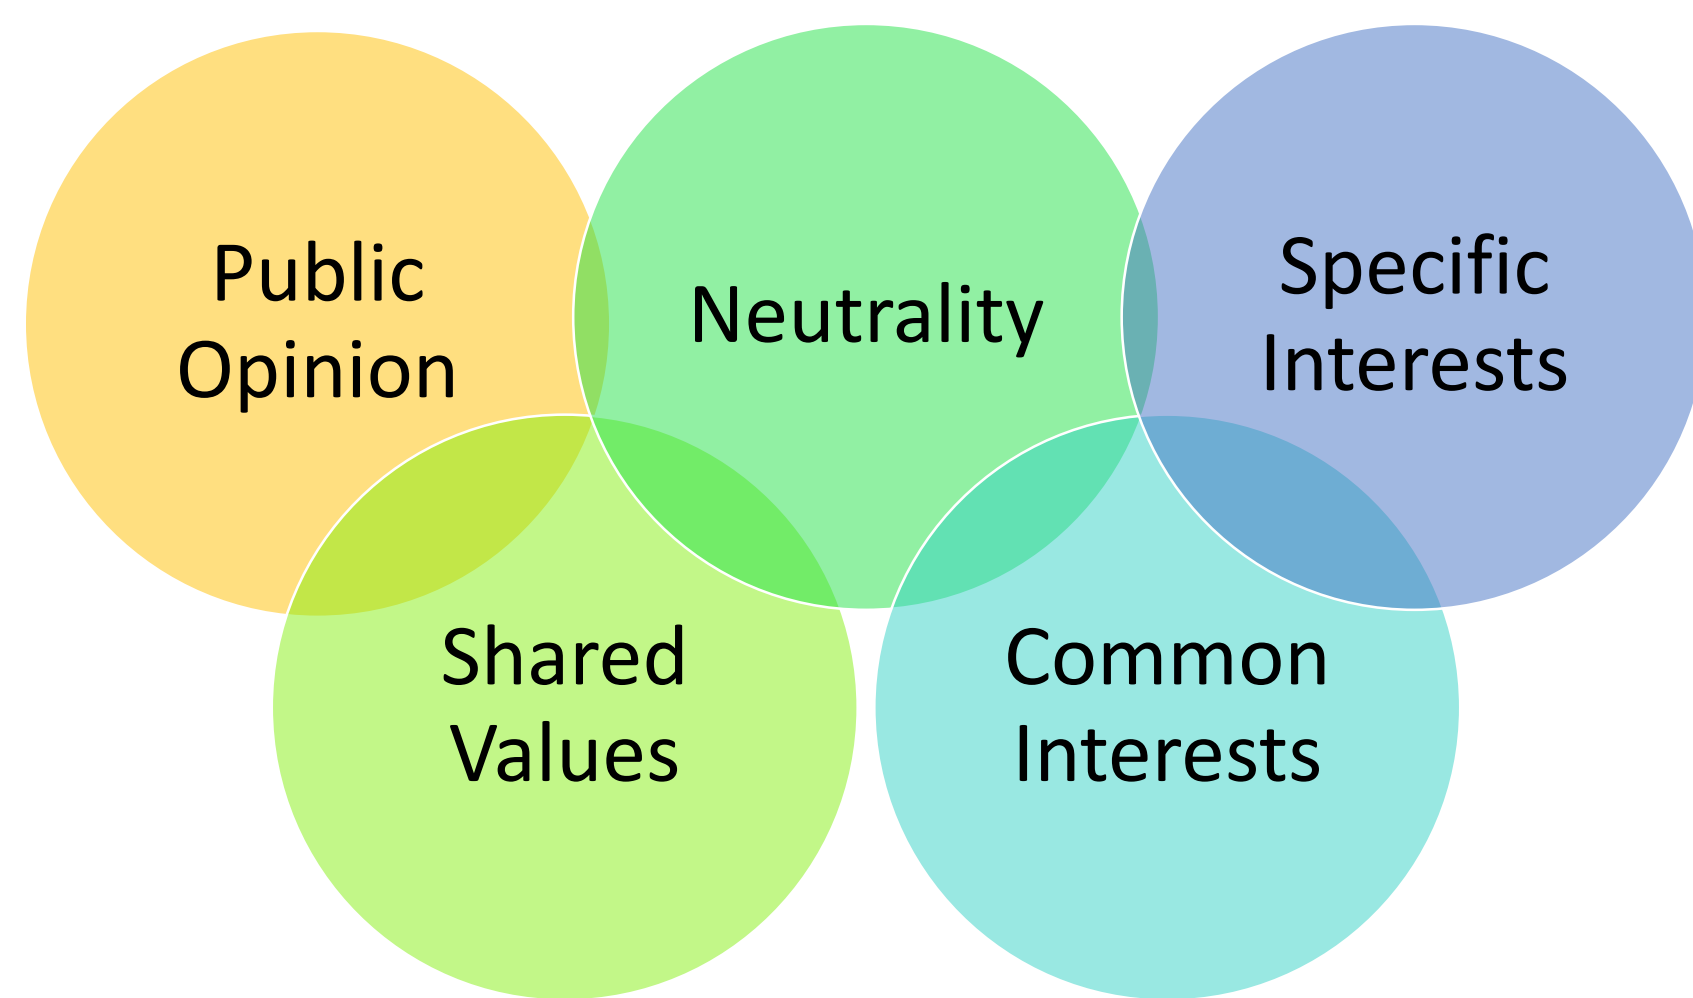 Public
Opinion
Neutrality
Specific
Interests
Shared
Values
Common
Interests